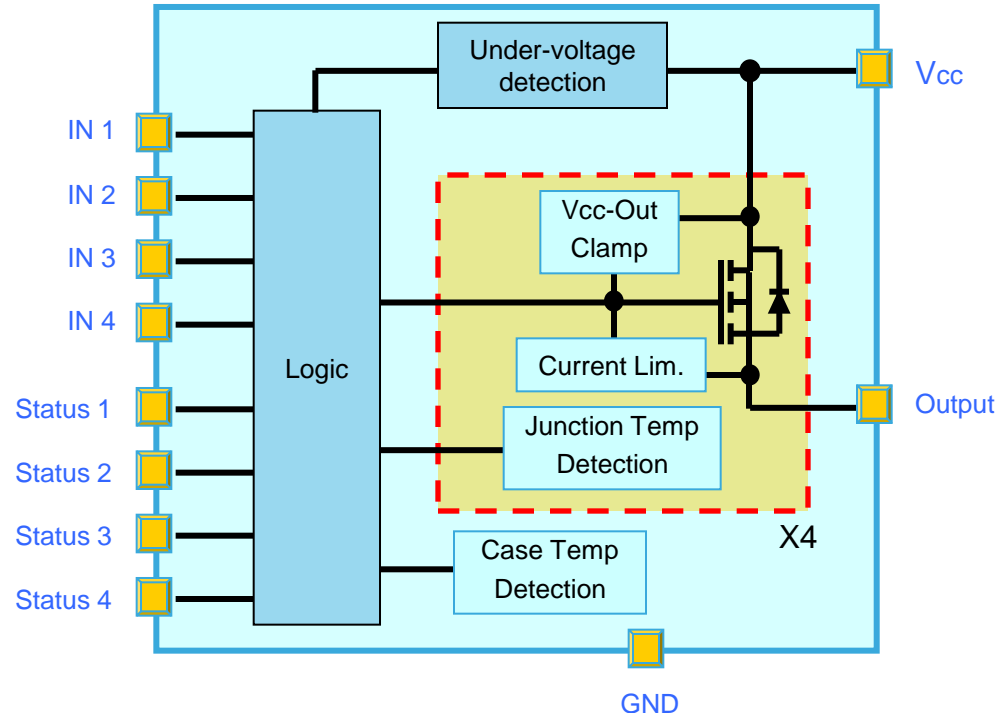 Under-voltage
detection
Vcc
IN 1
IN 2
IN 3
IN 4
Status 1
Status 2
Status 3
Status 4
Logic
Vcc-Out
Clamp
Current Lim.
Junction Temp
Detection
X4
Case Temp
Detection
Output
GND